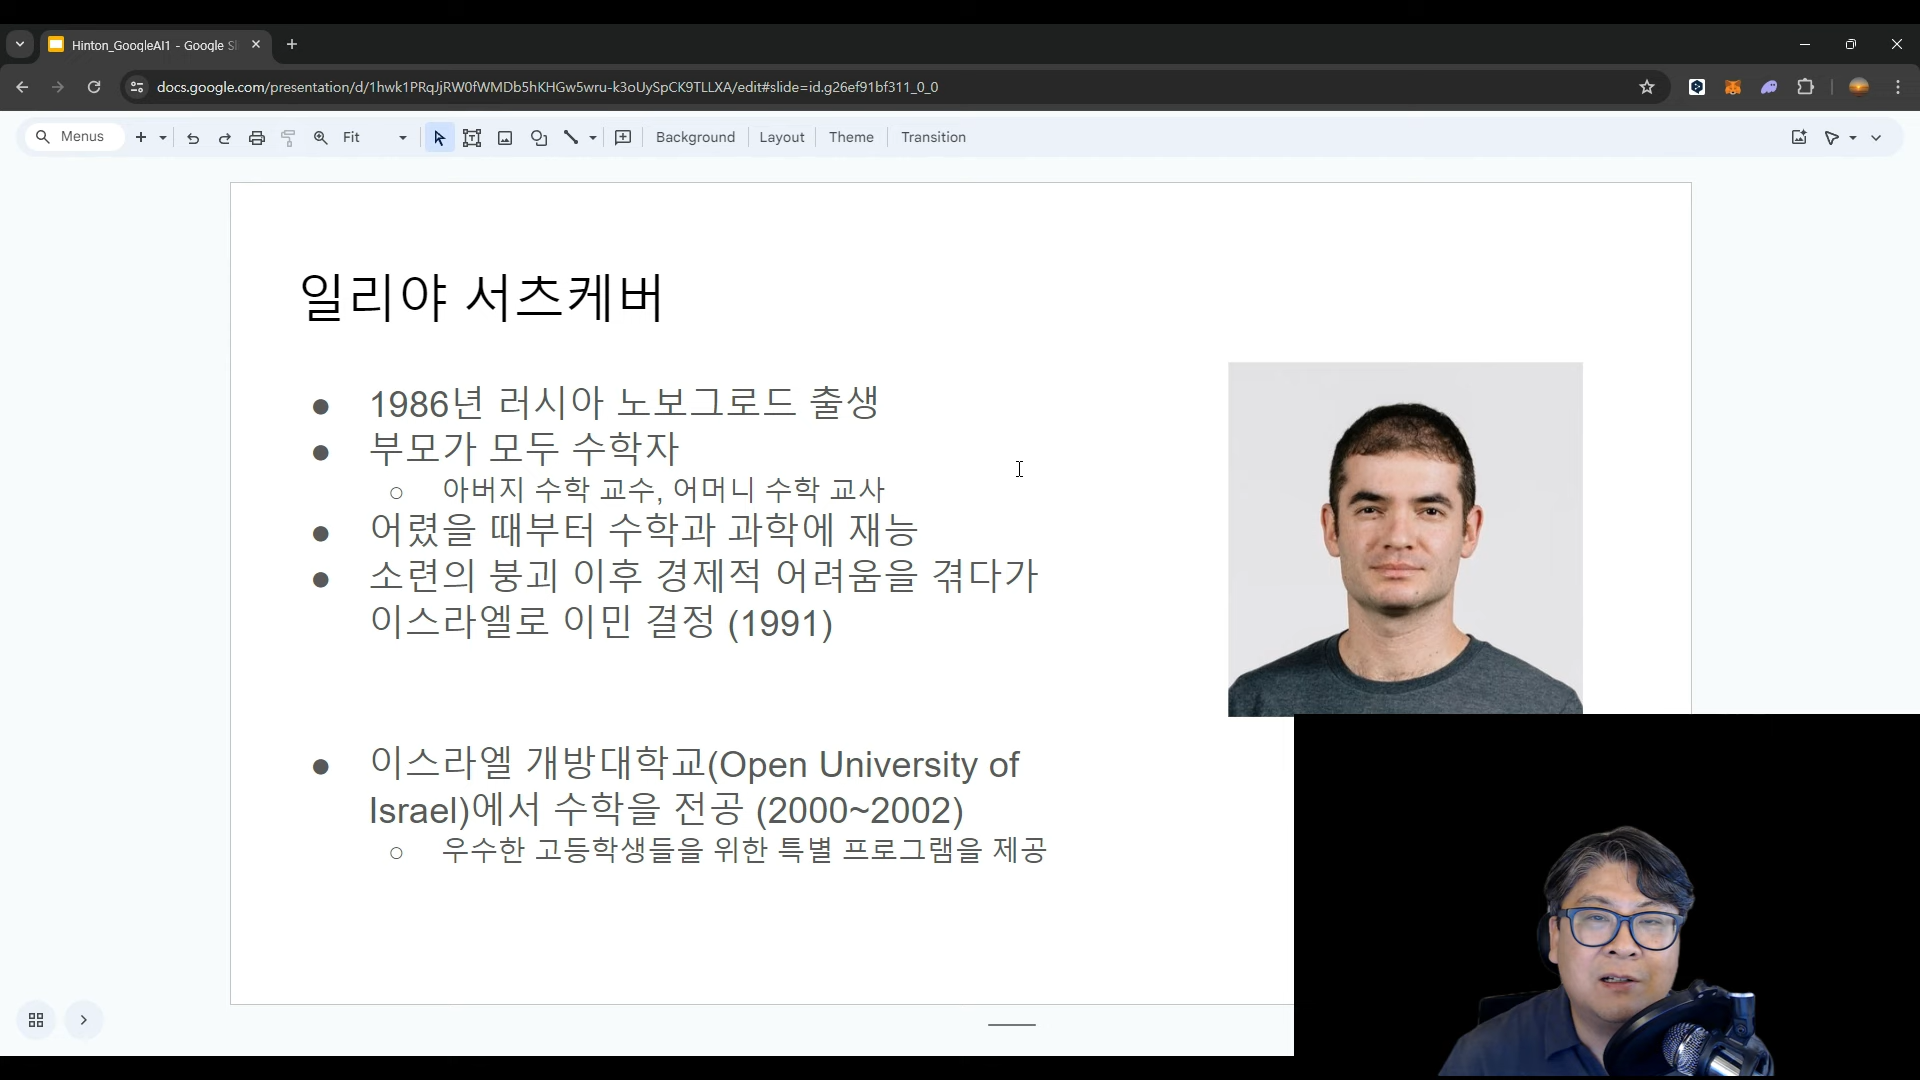 Hinton_GoogleAI1 - Google Sl
docs.google.com/presentation/d/1hwk1PRqJjRW0fWMDb5hKHGw5wru-k3oUySpCK9TLLXA/edit#slide=id.g26ef91bf311_0_0
Menus
Fit
Background
Layout
Theme
Transition
일리야 서츠케버
● 1986년 러시아 노보그로드 출생
● 부모가 모두 수학자
○ 아버지 수학 교수, 어머니 수학 교사
● 어렸을 때부터 수학과 과학에 재능
● 소련의 붕괴 이후 경제적 어려움을 겪다가
이스라엘로 이민 결정 (1991)
● 이스라엘 개방대학교(Open University of
Israel)에서 수학을 전공 (2000~2002)
○ 우수한 고등학생들을 위한 특별 프로그램을 제공